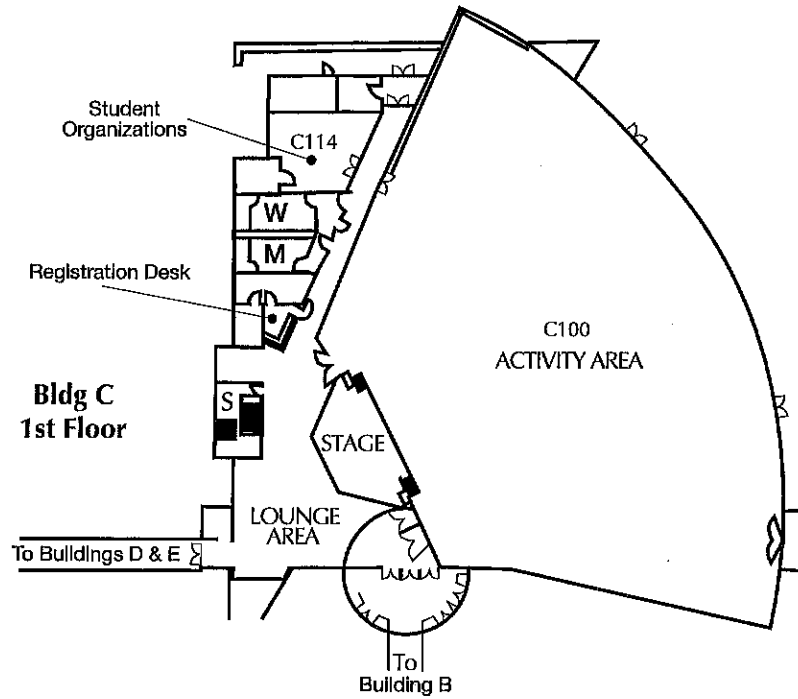 Student
Organizations
C114
W
M
Registration Desk
C100
ACTIVITY AREA
Bldg C
1st Floor
S
STAGE
LOUNGE
AREA
To Buildings D & E
To
Building B